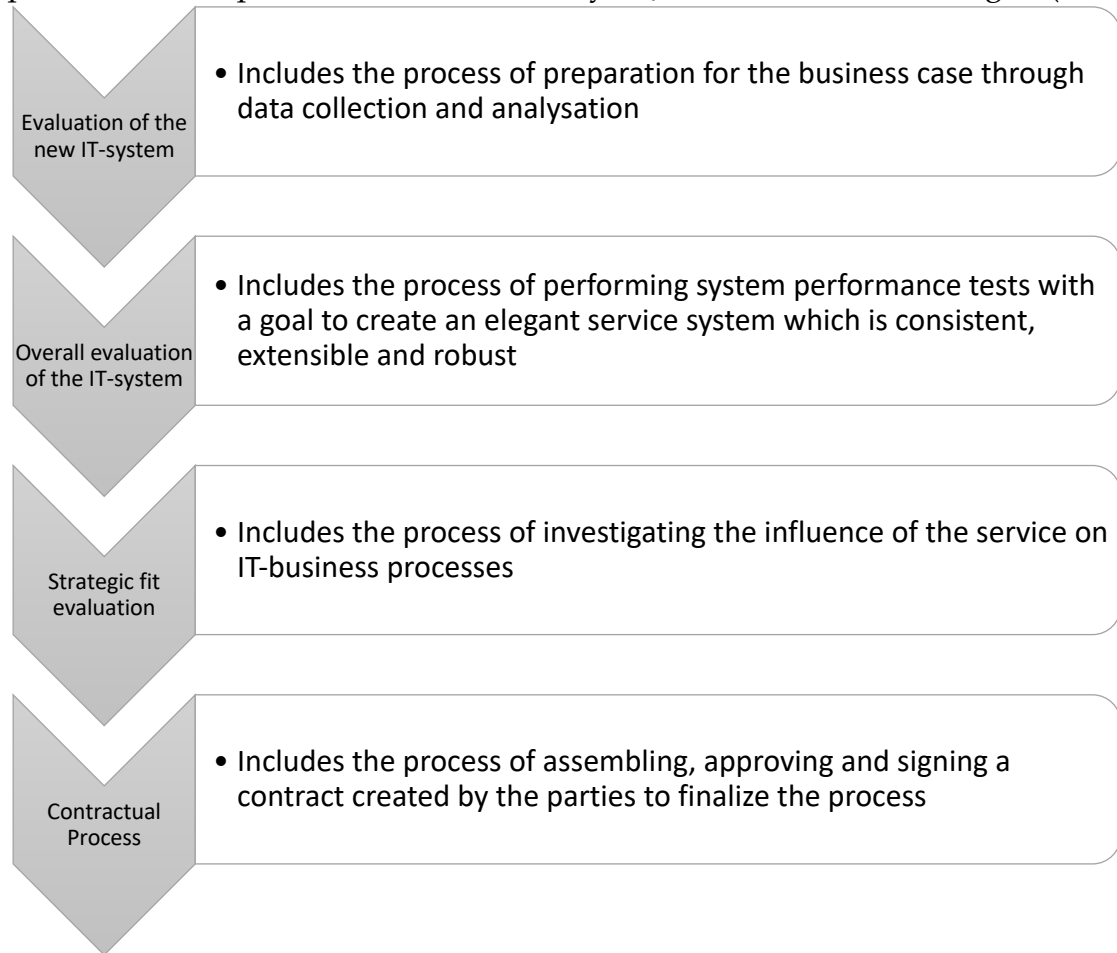 Evaluation of the
new IT-system
• Includes the process of preparation for the business case through
data collection and analysation
Overall evaluation
of the IT-system
• Includes the process of performing system performance tests with
a goal to create an elegant service system which is consistent,
extensible and robust
Strategic fit
evaluation
• Includes the process of investigating the influence of the service on
IT-business processes
Contractual
Process
• Includes the process of assembling, approving and signing a
contract created by the parties to finalize the process